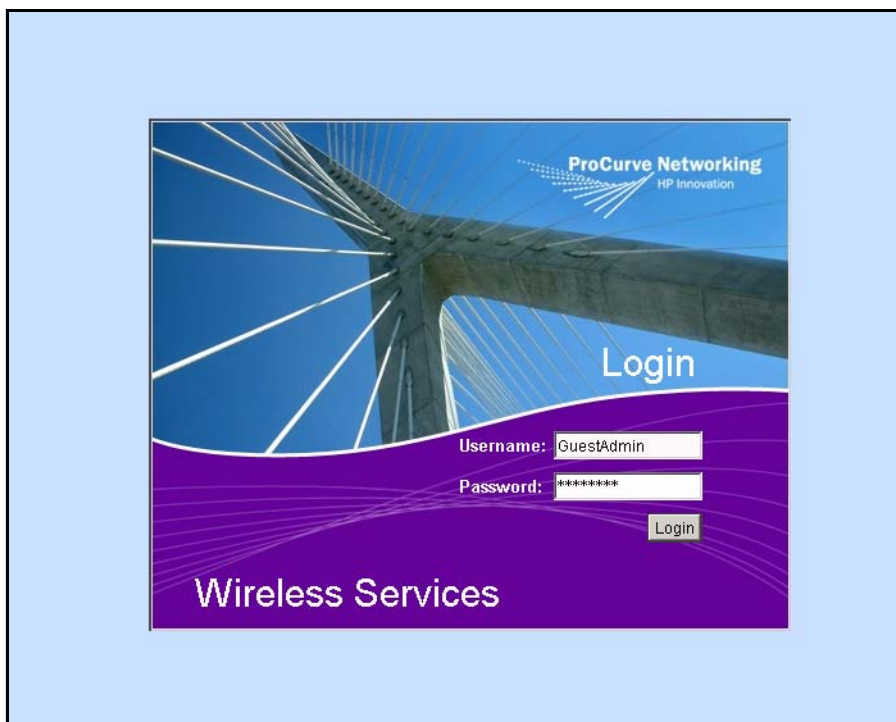 ProCurve Networking
HP Innovation
Login
Username: GuestAdmin
Password: ********
Login
Wireless Services